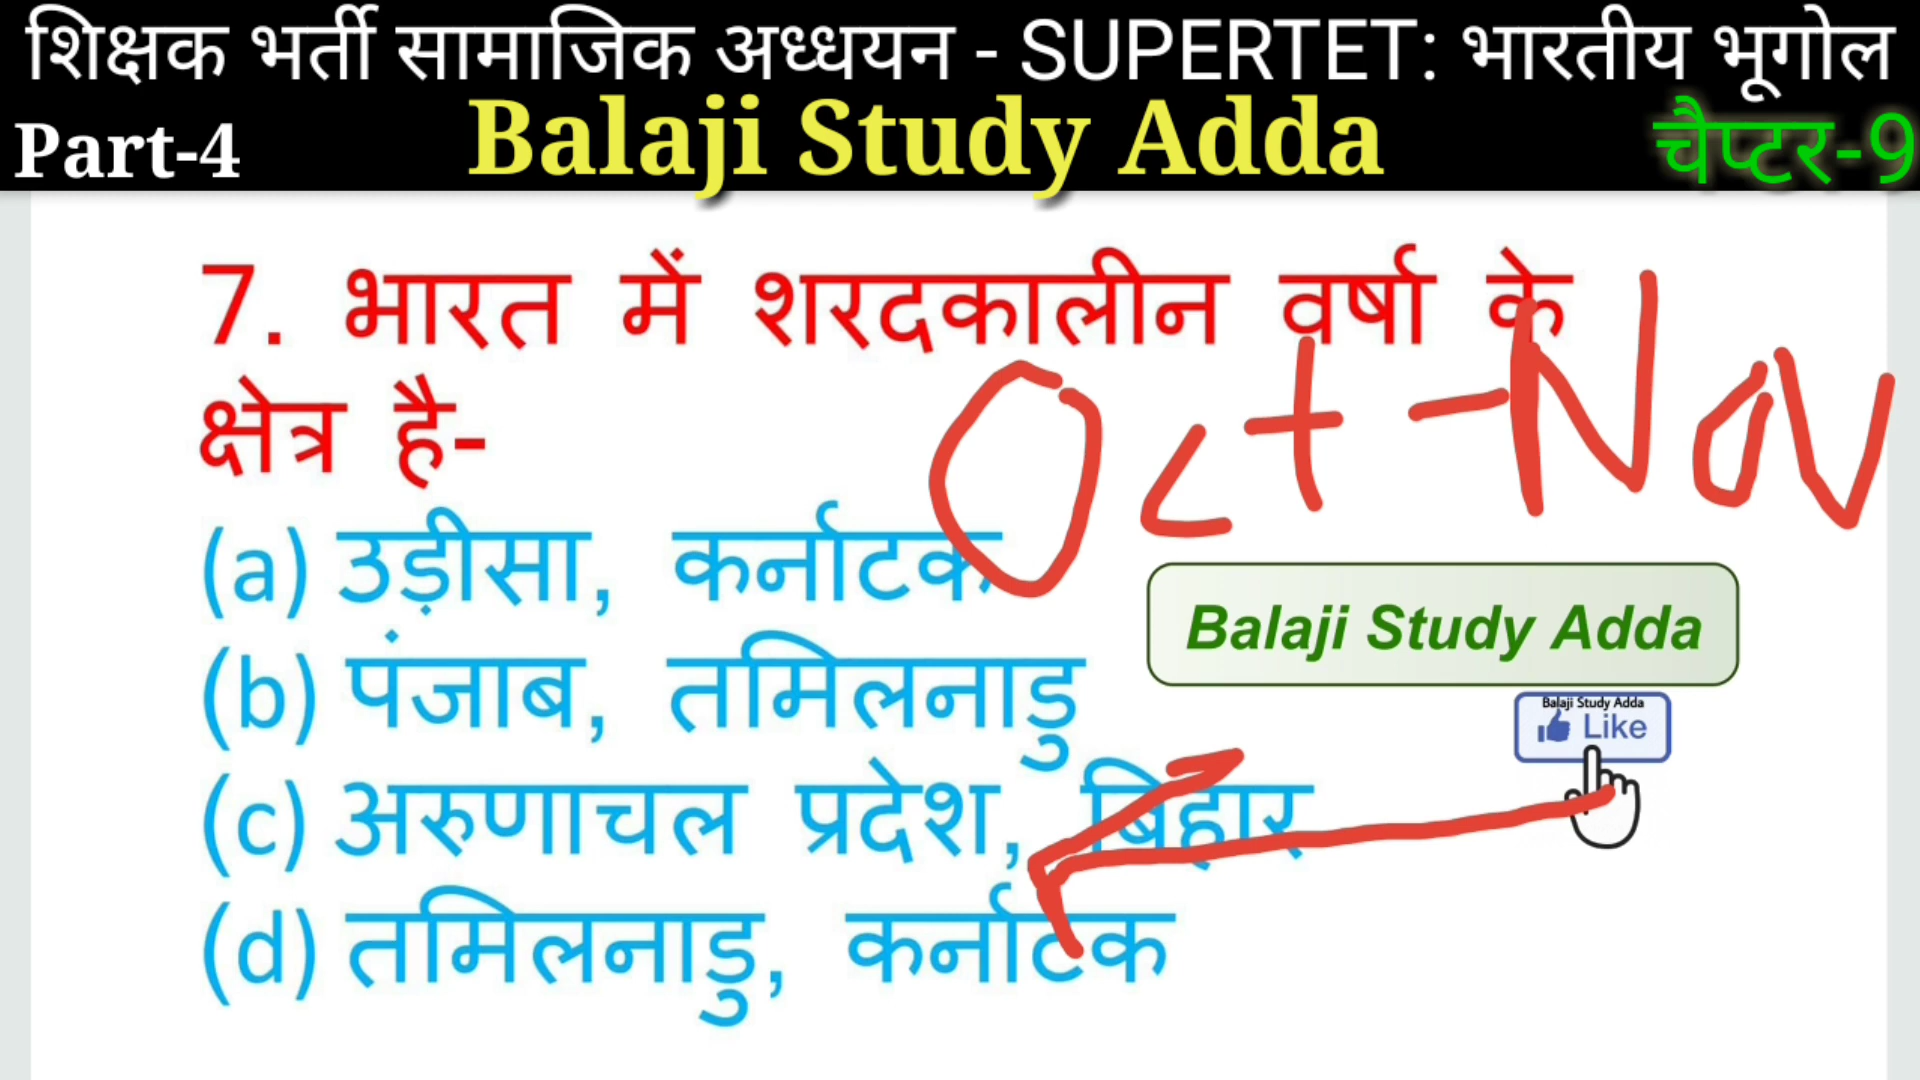 शिक्षक भर्ती सामाजिक अध्धयन - SUPERTET: भारतीय भूगोल
Part-4 Balaji Study Adda चैप्टर-9
7. भारत में शरदकालीन वर्षा के
क्षेत्र है-
Oct-Nov
(a) उड़ीसा, कर्नाटक
Balaji Study Adda
(b) पंजाब, तमिलनाडु
Balaji Study Adda
Like
(c) अरुणाचल प्रदेश, बिहार
(d) तमिलनाडु, कर्नाटक